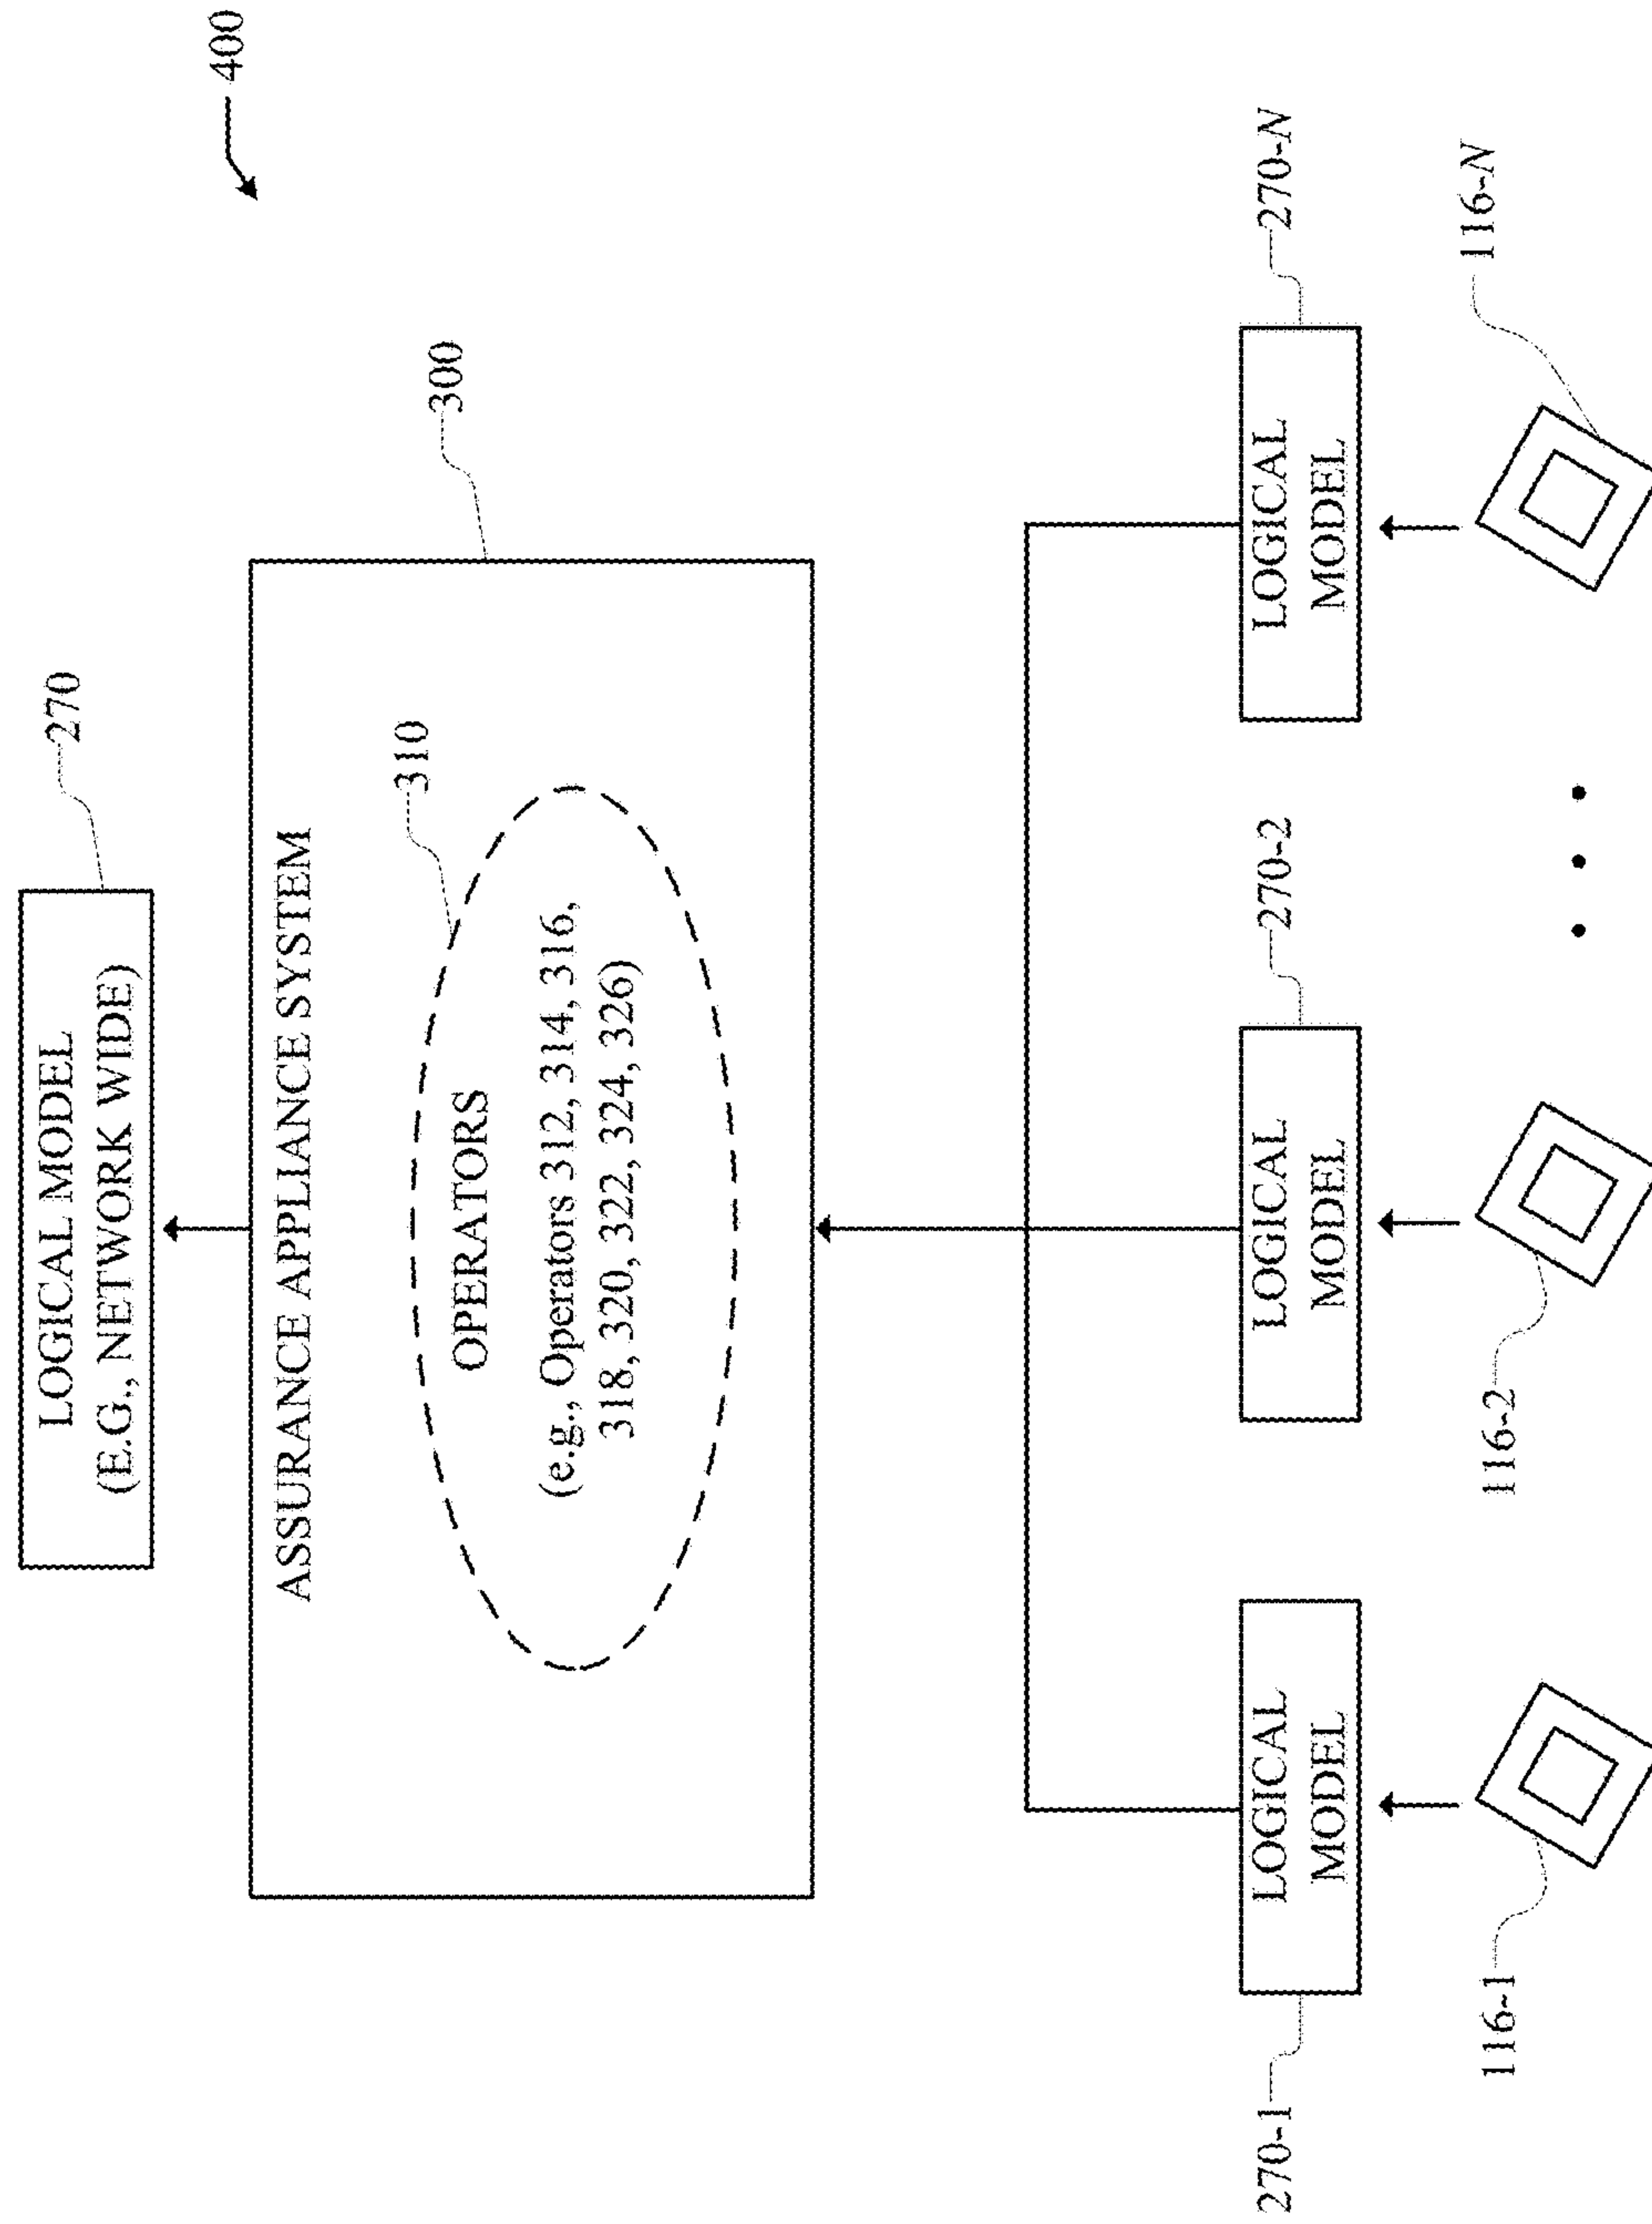 400
LOGICAL MODEL
(E.G., NETWORK WIDE)
270
ASSURANCE APPLIANCE SYSTEM
300
310
OPERATORS
(e.g., Operators 312, 314, 316,
318, 320, 322, 324, 326)
270-1
LOGICAL
MODEL
270-2
LOGICAL
MODEL
270-N
LOGICAL
MODEL
116-1
116-2
116-N